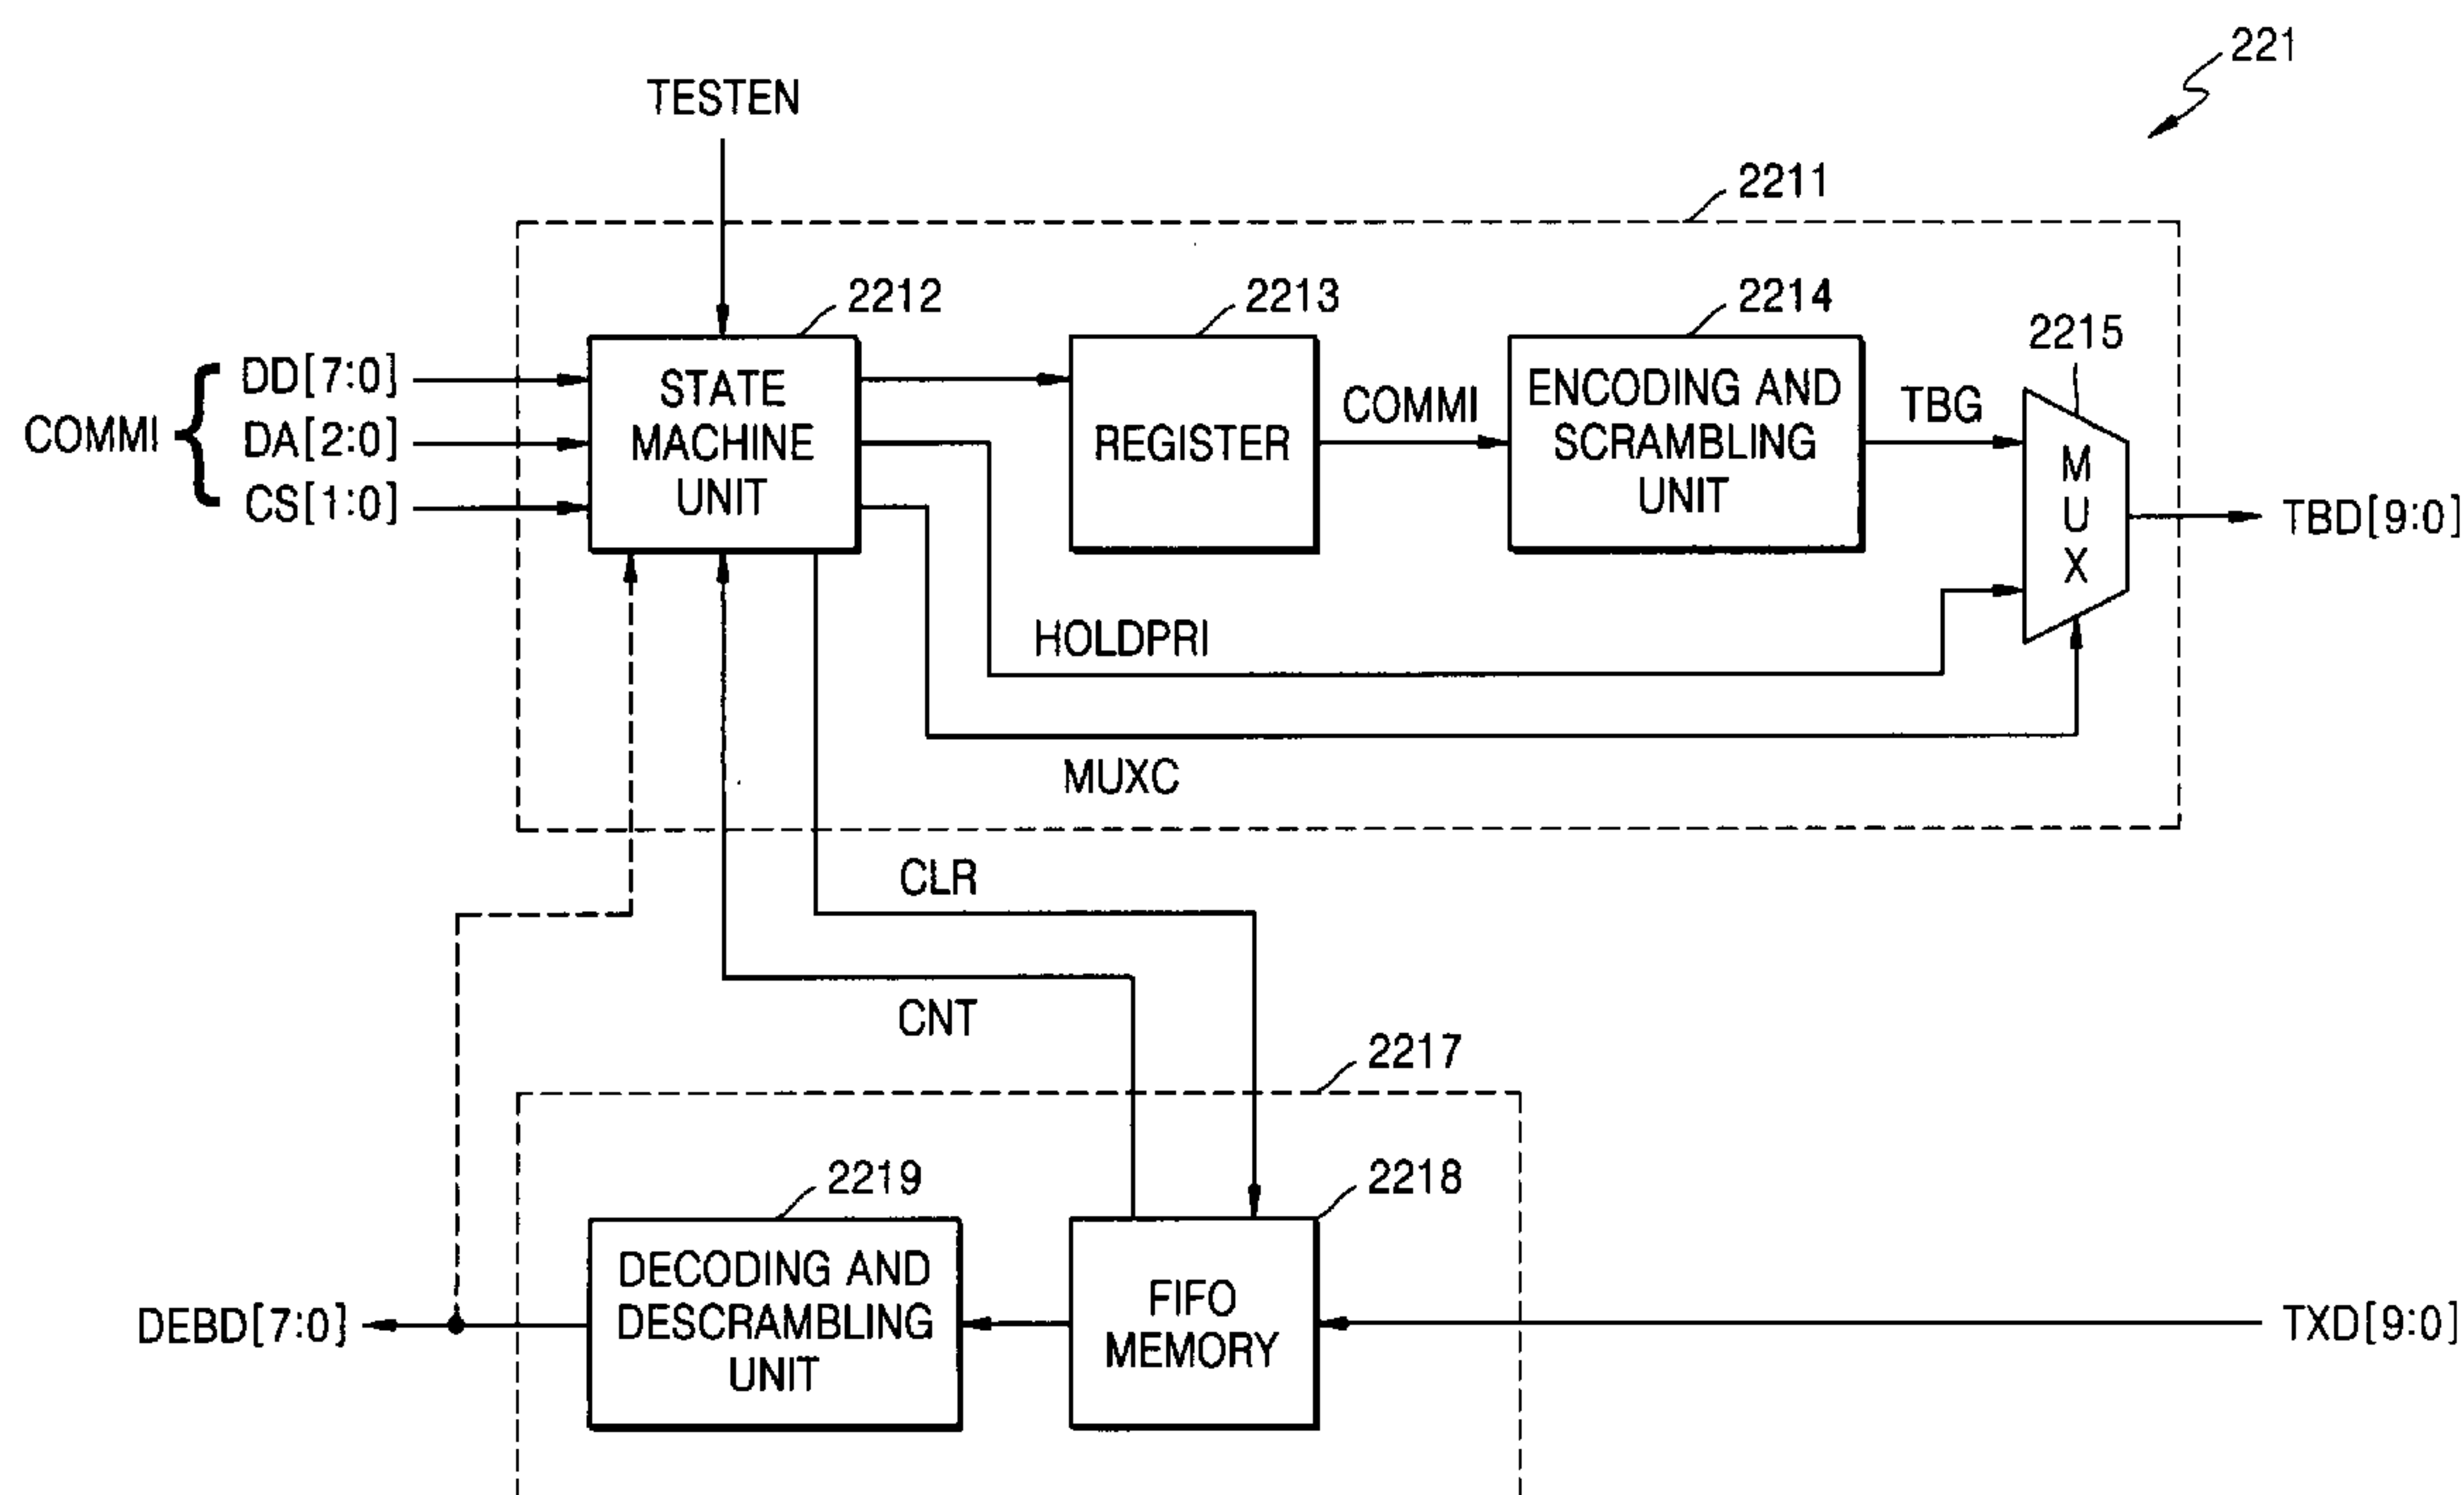 221
TESTEN
2211
2212
2213
2214
2215
COMMI
DD[7:0]
DA[2:0]
CS[1:0]
STATE
MACHINE
UNIT
REGISTER
COMMI
ENCODING AND
SCRAMBLING
UNIT
TBG
M
U
X
TBD[9:0]
HOLDPRI
MUXC
CLR
CNT
2217
2219
2218
DECODING AND
DESCRAMBLING
UNIT
FIFO
MEMORY
DEBD[7:0]
TXD[9:0]